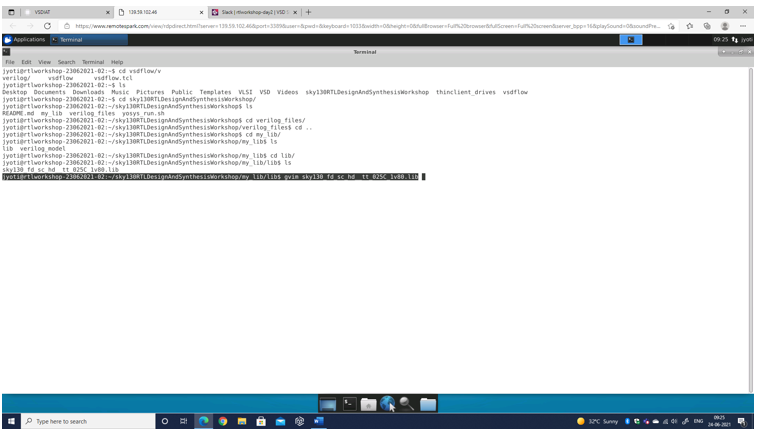 VSDIAT
139.59.102.46
Slack | rtlworkshop-day2 | VSD
https://www.remotespark.com/view/rdpdirect.html?server=139.59.102.46&port=3389&user=&pwd=&keyboard=1033&width=0&height=0&fullBrowser=Full%20browser&fullScreen=Full%20screen&server_bpp=16&playSound=0&soundPre...
Applications Terminal 09:25 jyoti
Terminal
File Edit View Search Terminal Help
jyoti@rtlworkshop-23062021-02:~$ cd vsdflow/v
verilog/ vsdflow vsdflow.tcl
jyoti@rtlworkshop-23062021-02:~$ ls
Desktop Documents Downloads Music Pictures Public Templates VLSI VSD Videos sky130RTLDesignAndSynthesisWorkshop thinclient_drives vsdflow
jyoti@rtlworkshop-23062021-02:~$ cd sky130RTLDesignAndSynthesisWorkshop/
jyoti@rtlworkshop-23062021-02:~/sky130RTLDesignAndSynthesisWorkshop$ ls
README.md my_lib verilog_files yosys_run.sh
jyoti@rtlworkshop-23062021-02:~/sky130RTLDesignAndSynthesisWorkshop$ cd verilog_files/
jyoti@rtlworkshop-23062021-02:~/sky130RTLDesignAndSynthesisWorkshop/verilog_files$ cd ..
jyoti@rtlworkshop-23062021-02:~/sky130RTLDesignAndSynthesisWorkshop$ cd my_lib/
jyoti@rtlworkshop-23062021-02:~/sky130RTLDesignAndSynthesisWorkshop/my_lib$ ls
lib verilog_model
jyoti@rtlworkshop-23062021-02:~/sky130RTLDesignAndSynthesisWorkshop/my_lib$ cd lib/
jyoti@rtlworkshop-23062021-02:~/sky130RTLDesignAndSynthesisWorkshop/my_lib/lib$ ls
sky130_fd_sc_hd__tt_025C_1v80.lib
jyoti@rtlworkshop-23062021-02:~/sky130RTLDesignAndSynthesisWorkshop/my_lib/lib$ gvim sky130_fd_sc_hd__tt_025C_1v80.lib
Type here to search
32°C Sunny ENG 09:25
24-06-2021